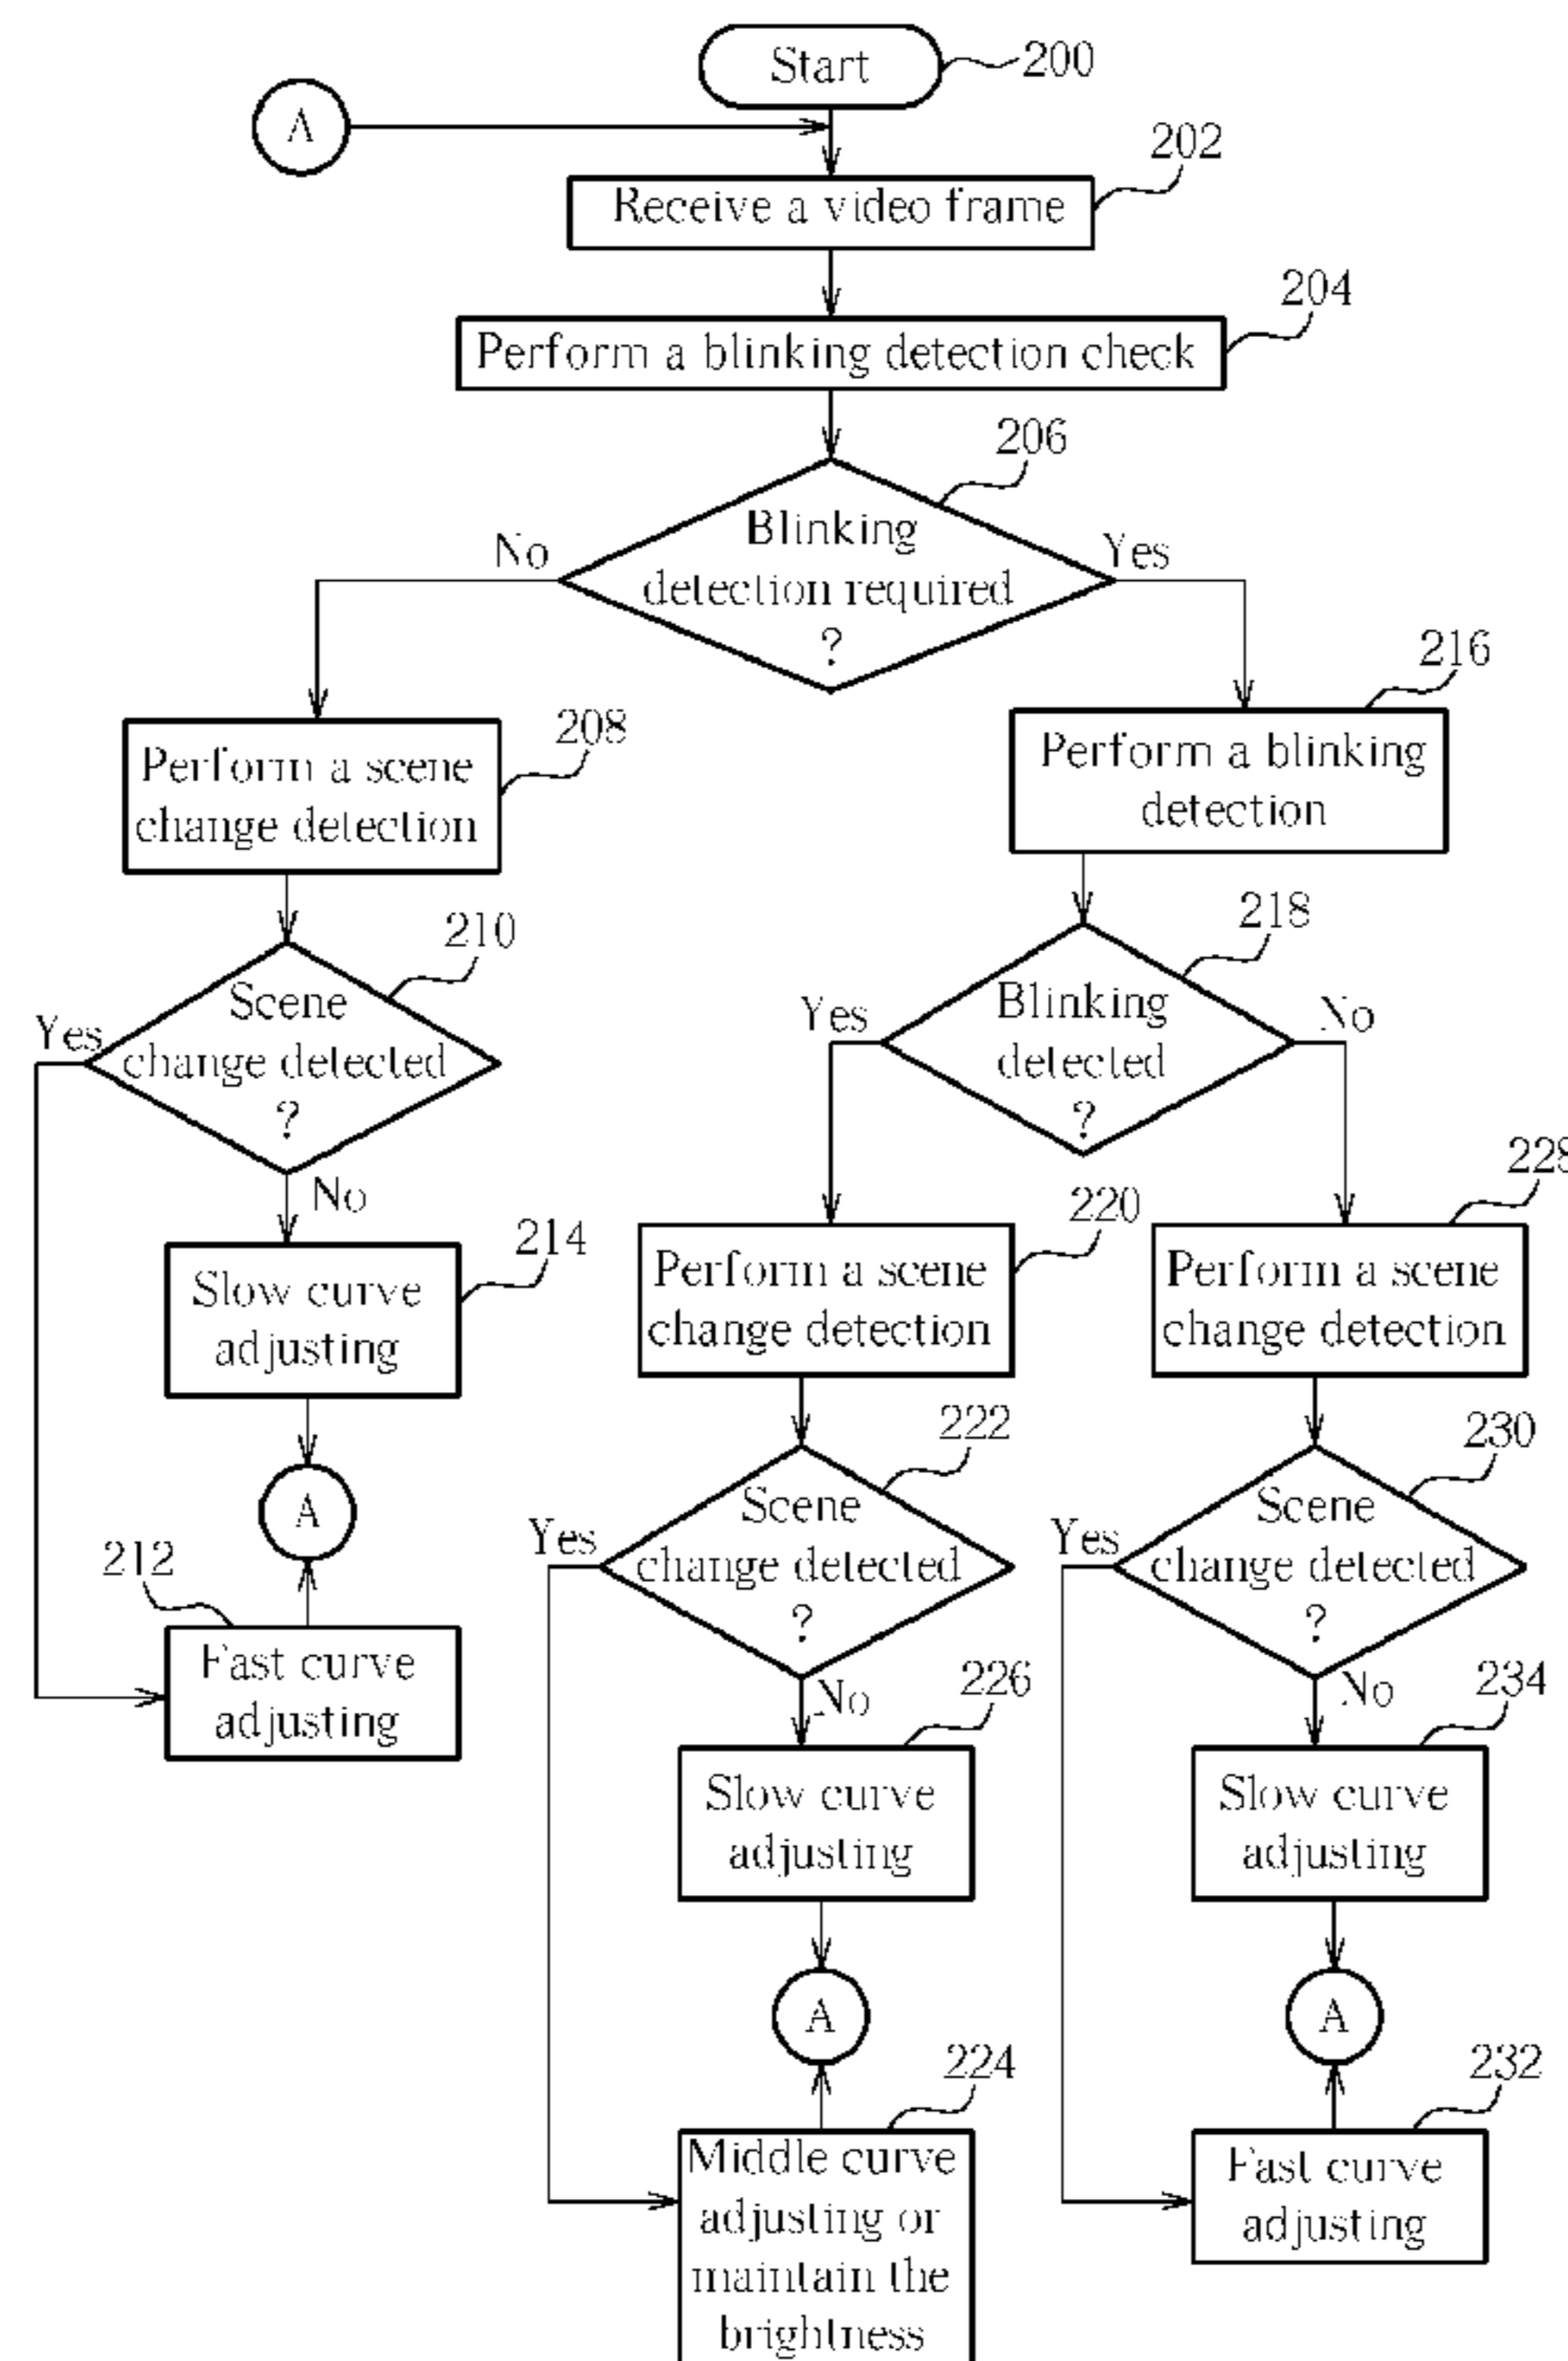 Start
200
A
202
Receive a video frame
204
Perform a blinking detection check
206
No
Blinking
detection required
?
Yes
216
208
Perform a scene
change detection
Perform a blinking
detection
210
218
Yes
Scene
change detected
?
No
Yes
Blinking
detected
?
No
228
214
Slow curve
adjusting
220
Perform a scene
change detection
Perform a scene
change detection
A
222
230
212
Fast curve
adjusting
Yes
Scene
change detected
?
No
Yes
Scene
change detected
?
No
226
234
Slow curve
adjusting
Slow curve
adjusting
A
A
224
232
Middle curve
adjusting or
maintain the
brightness
Fast curve
adjusting